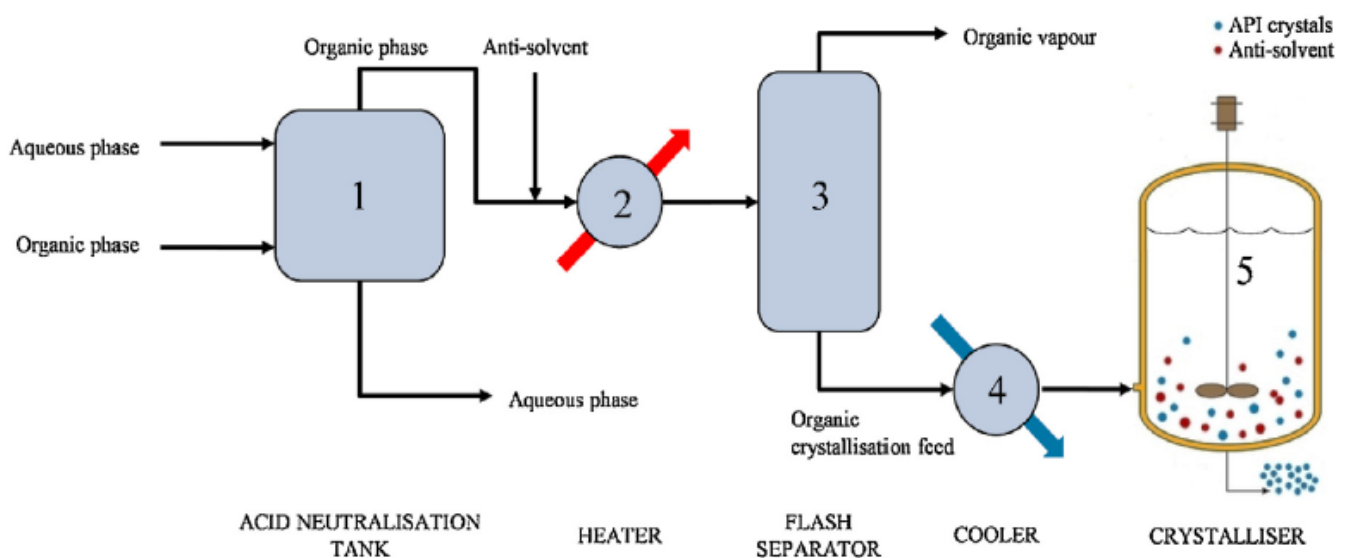 Organic phase
Anti-solvent
Organic vapour
API crystals
Anti-solvent
Aqueous phase
Organic phase
1
2
3
4
5
Aqueous phase
Organic
crystallisation feed
ACID NEUTRALISATION
TANK
HEATER
FLASH
SEPARATOR
COOLER
CRYSTALLISER